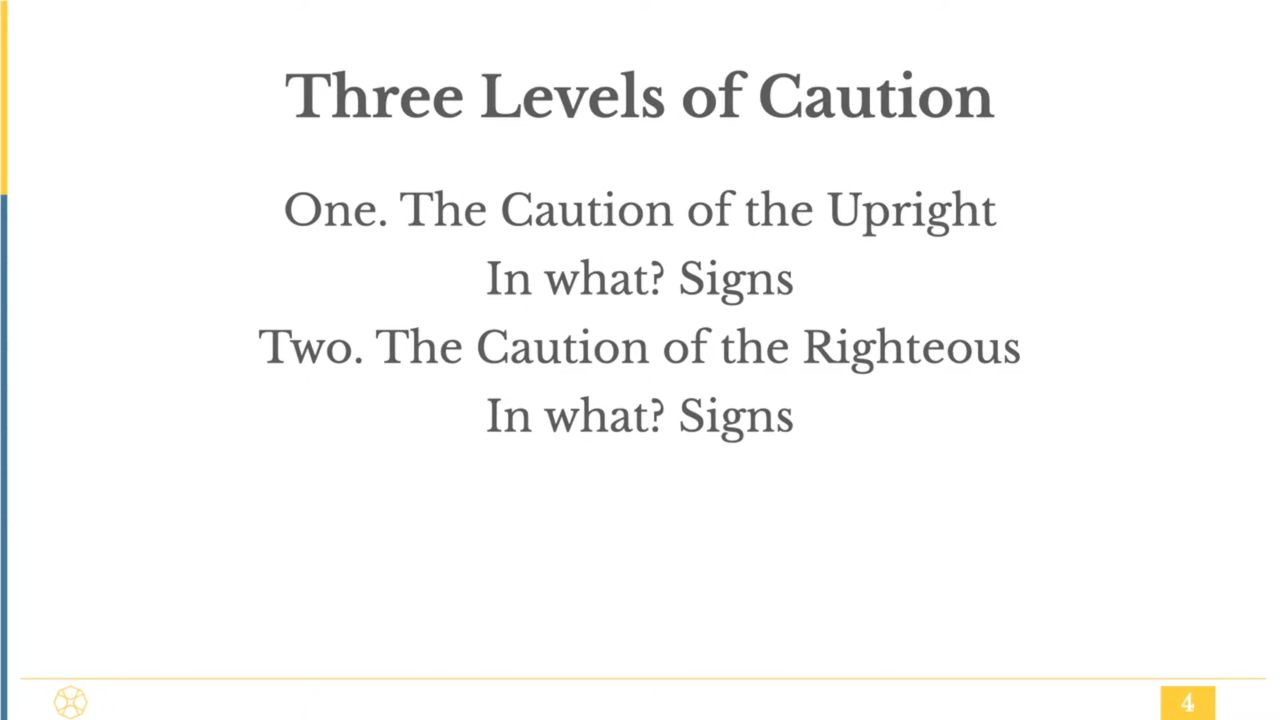 Three Levels of Caution
One. The Caution of the Upright
In what? Signs
Two. The Caution of the Righteous
In what? Signs
4